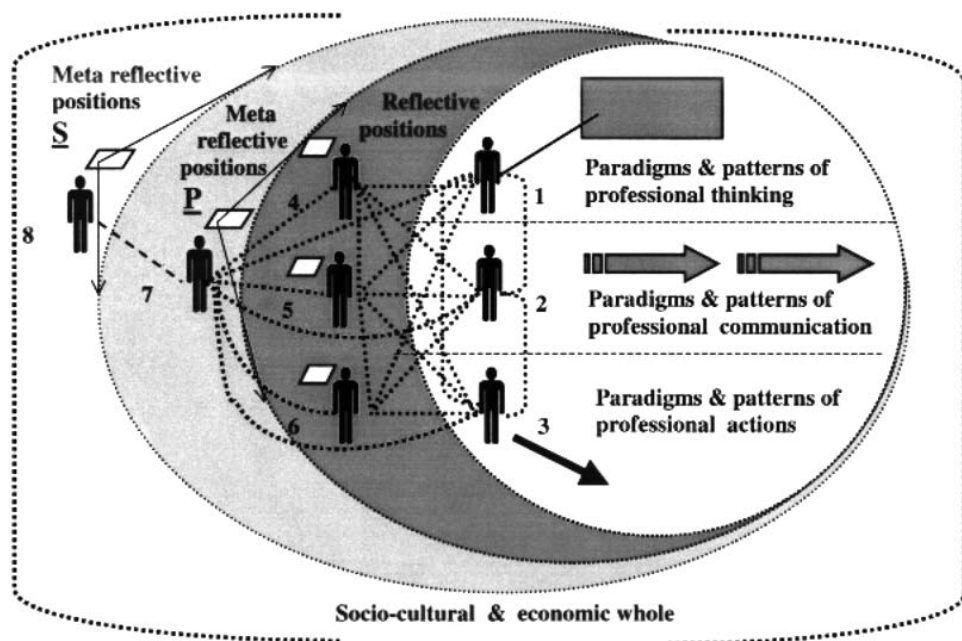 Meta reflective
positions
S
Meta
reflective
positions
P
Reflective
positions
4
1
Paradigms & patterns of
professional thinking
8
7
5
2
Paradigms & patterns of
professional communication
6
3
Paradigms & patterns of
professional actions
Socio-cultural & economic whole